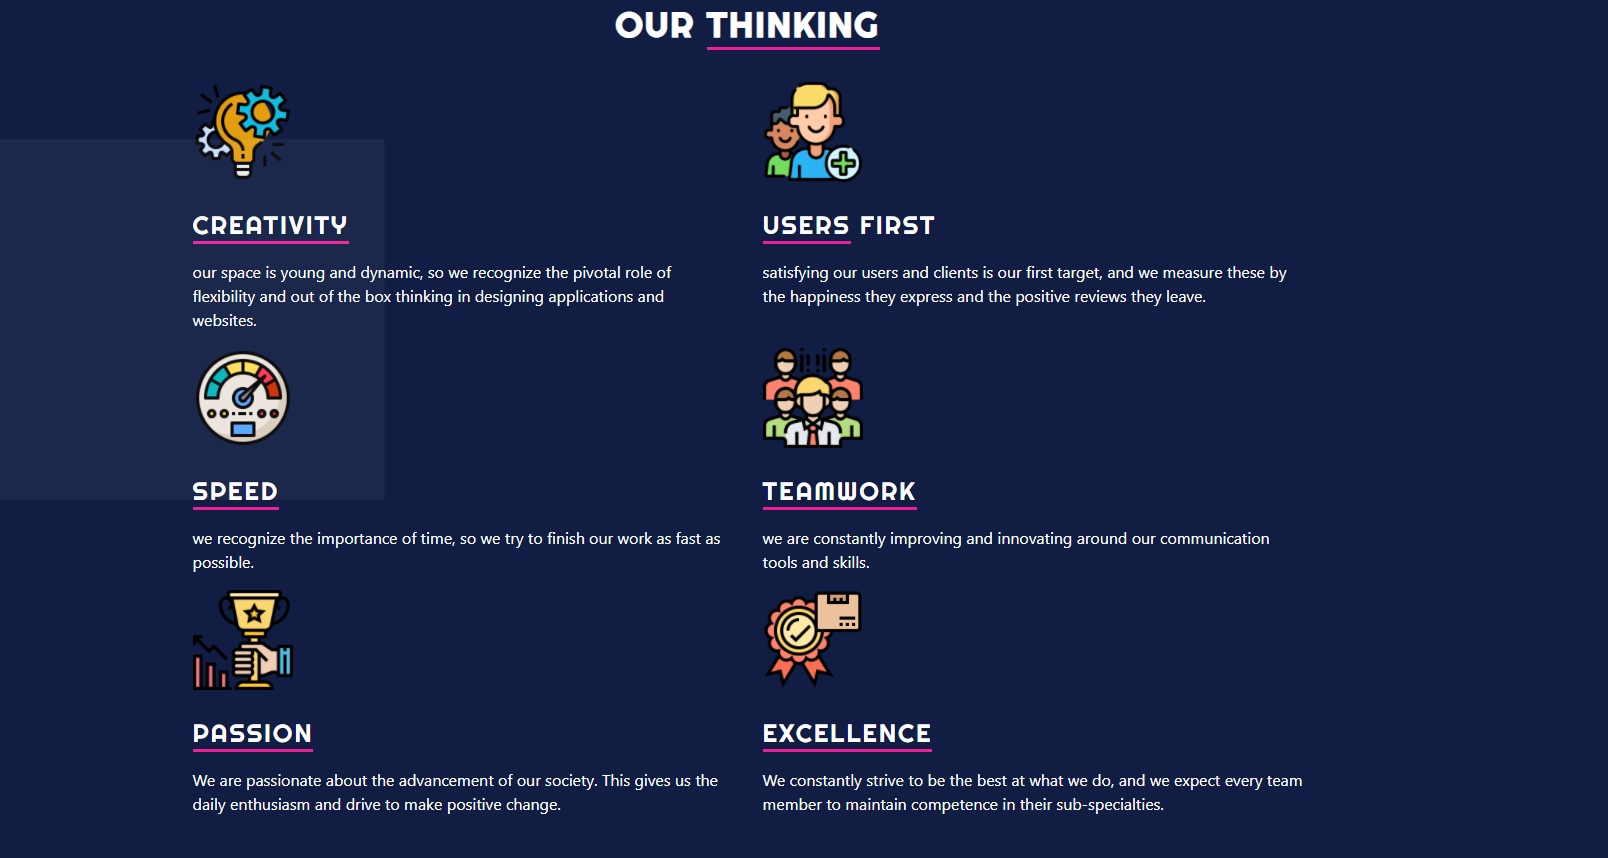 OUR THINKING
CREATIVITY
our space is young and dynamic, so we recognize the pivotal role of
flexibility and out of the box thinking in designing applications and
websites.
USERS FIRST
satisfying our users and clients is our first target, and we measure these by
the happiness they express and the positive reviews they leave.
SPEED
we recognize the importance of time, so we try to finish our work as fast as
possible.
TEAMWORK
we are constantly improving and innovating around our communication
tools and skills.
PASSION
We are passionate about the advancement of our society. This gives us the
daily enthusiasm and drive to make positive change.
EXCELLENCE
We constantly strive to be the best at what we do, and we expect every team
member to maintain competence in their sub-specialties.